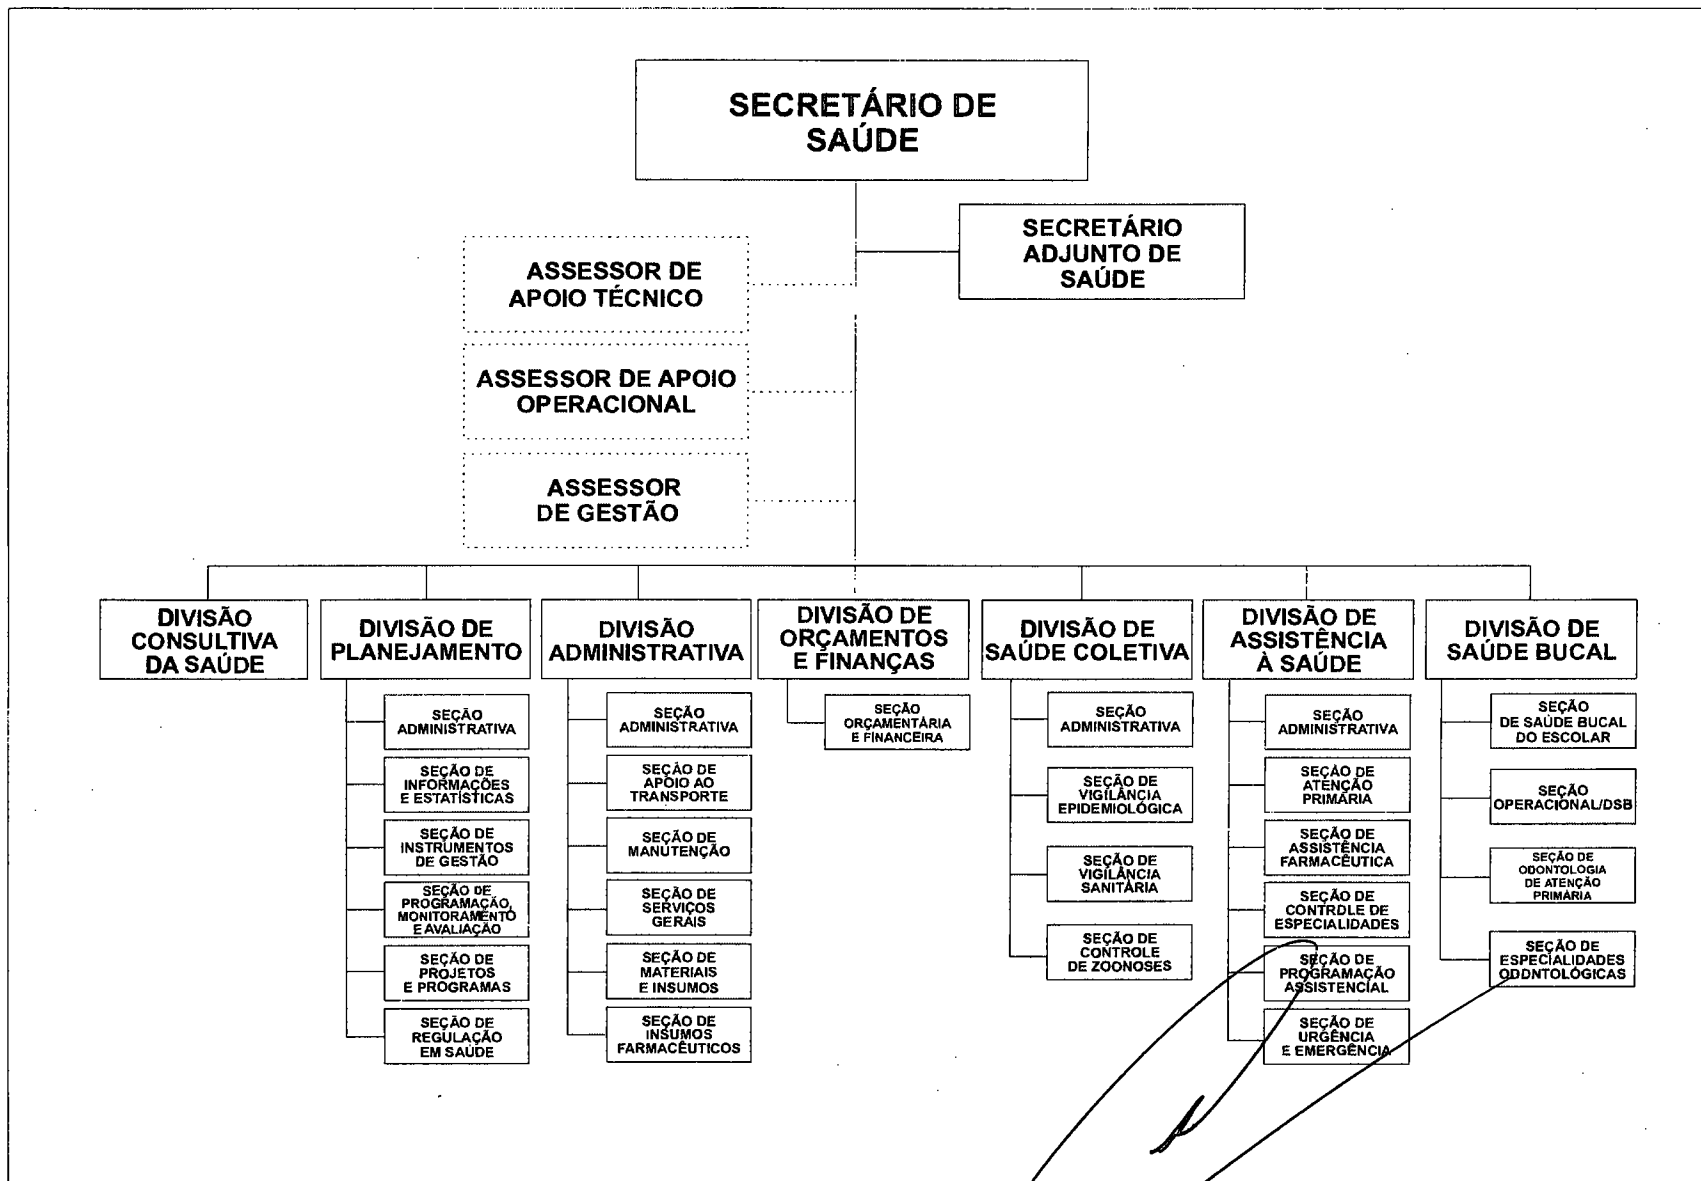 SECRETÁRIO DE
SAÚDE
SECRETÁRIO
ADJUNTO DE
SAÚDE
ASSESSOR DE
APOIO TÉCNICO
ASSESSOR DE APOIO
OPERACIONAL
ASSESSOR
DE GESTÃO
DIVISÃO
CONSULTIVA
DA SAÚDE
DIVISÃO DE
PLANEJAMENTO
DIVISÃO
ADMINISTRATIVA
DIVISÃO DE
ORÇAMENTOS
E FINANÇAS
DIVISÃO DE
SAÚDE COLETIVA
DIVISÃO DE
ASSISTÊNCIA
À SAÚDE
DIVISÃO DE
SAÚDE BUCAL
SEÇÃO
ADMINISTRATIVA
SEÇÃO DE
INFORMAÇÕES
E ESTATÍSTICAS
SEÇÃO DE
INSTRUMENTOS
DE GESTÃO
SEÇÃO DE
PROGRAMAÇÃO,
MONITORAMENTO
E AVALIAÇÃO
SEÇÃO DE
PROJETOS
E PROGRAMAS
SEÇÃO DE
REGULAÇÃO
EM SAÚDE
SEÇÃO
ADMINISTRATIVA
SEÇÃO DE
APOIO AO
TRANSPORTE
SEÇÃO DE
MANUTENÇÃO
SEÇÃO DE
SERVIÇOS
GERAIS
SEÇÃO DE
MATERIAIS
E INSUMOS
SEÇÃO DE
INSUMOS
FARMACÊUTICOS
SEÇÃO
ORÇAMENTÁRIA
E FINANCEIRA
SEÇÃO
ADMINISTRATIVA
SEÇÃO DE
VIGILÂNCIA
EPIDEMIOLÓGICA
SEÇÃO DE
VIGILÂNCIA
SANITÁRIA
SEÇÃO DE
CONTROLE
DE ZOONOSES
SEÇÃO
ADMINISTRATIVA
SEÇÃO DE
ATENÇÃO
PRIMÁRIA
SEÇÃO DE
ASSISTÊNCIA
FARMACÊUTICA
SEÇÃO DE
CONTROLE DE
ESPECIALIDADES
SEÇÃO DE
PROGRAMAÇÃO
ASSISTENCIAL
SEÇÃO DE
URGÊNCIA
E EMERGÊNCIA
SEÇÃO
DE SAÚDE BUCAL
DO ESCOLAR
SEÇÃO
OPERACIONAL/DSB
SEÇÃO DE
ODONTOLOGIA
DE ATENÇÃO
PRIMÁRIA
SEÇÃO DE
ESPECIALIDADES
ODONTOLÓGICAS